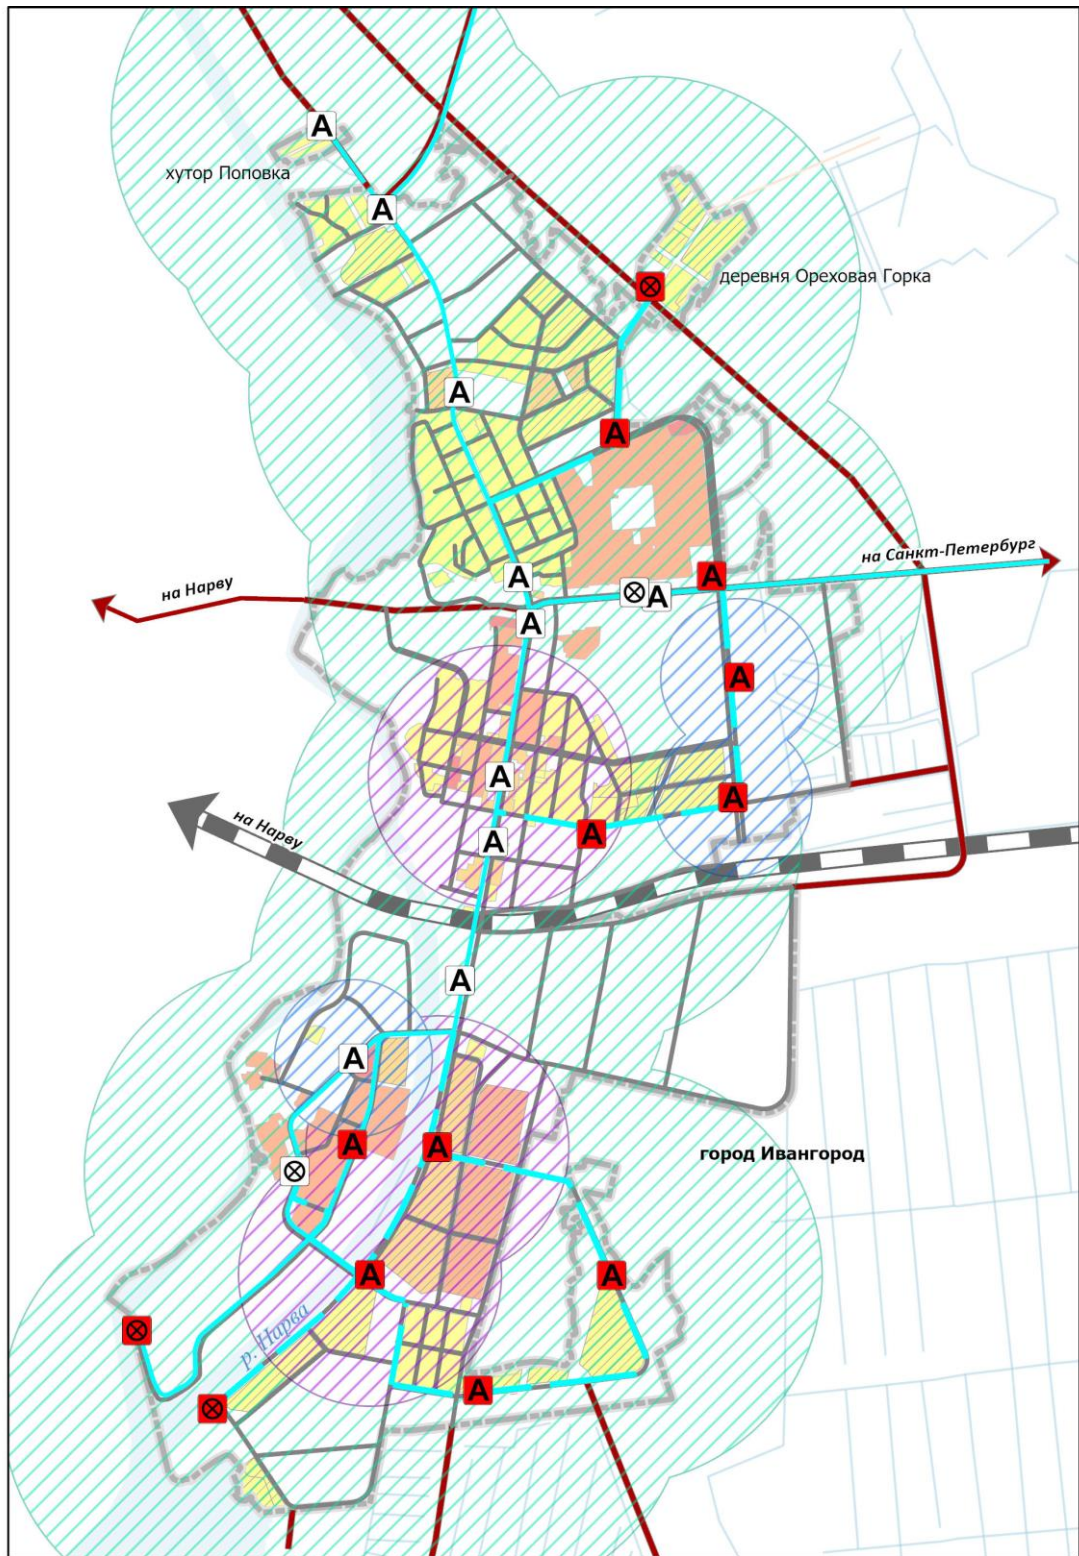 А
хутор Поповка
А
деревня Ореховая Горка
А
А
на Санкт-Петербург
А
А
А
на Нарву
А
А
А
А
на Нарву
А
А
А
А
А
А
город Ивангород
А
А
р. Нарва
А